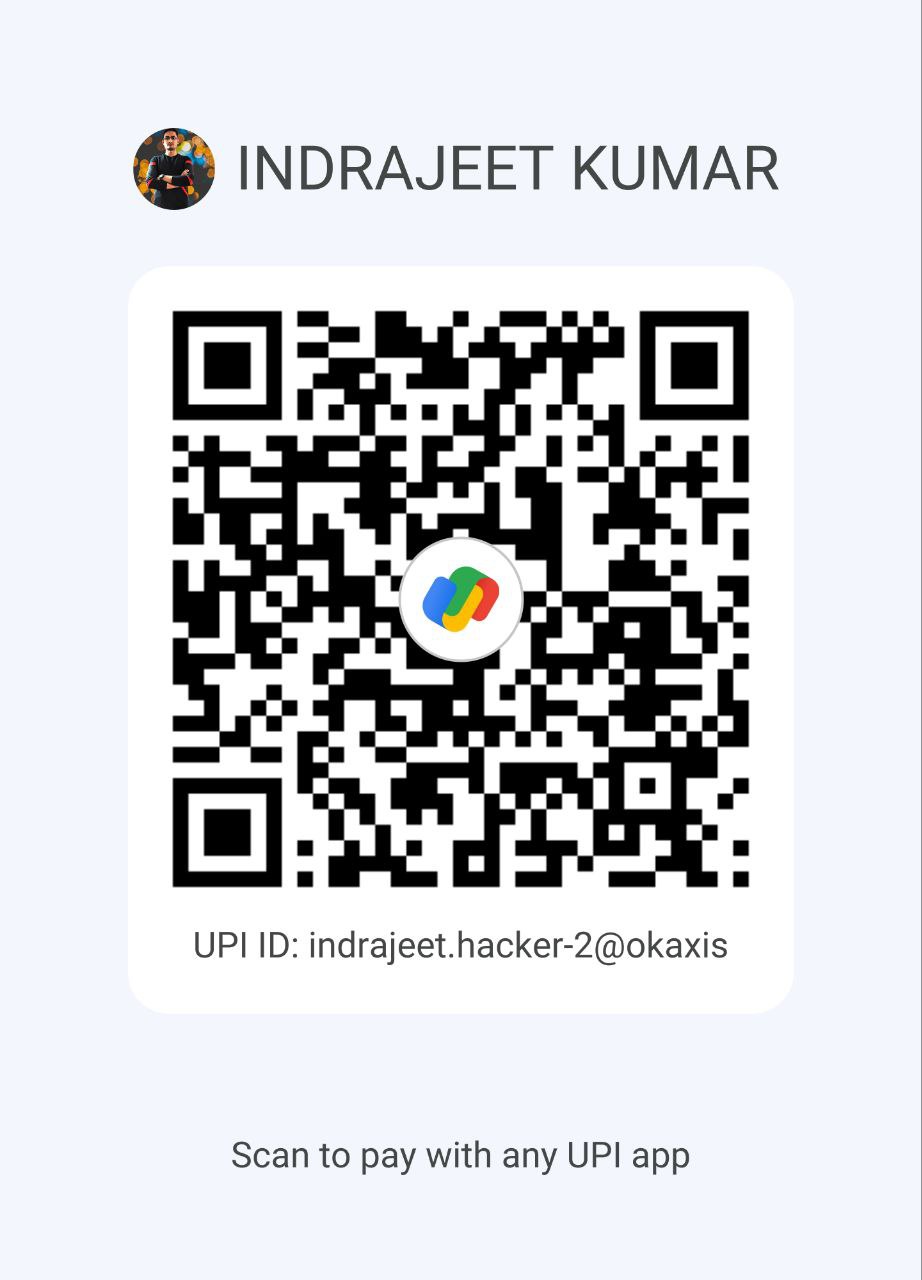 INDRAJEET KUMAR
UPI ID: indrajeet.hacker-2@okaxis
Scan to pay with any UPI app